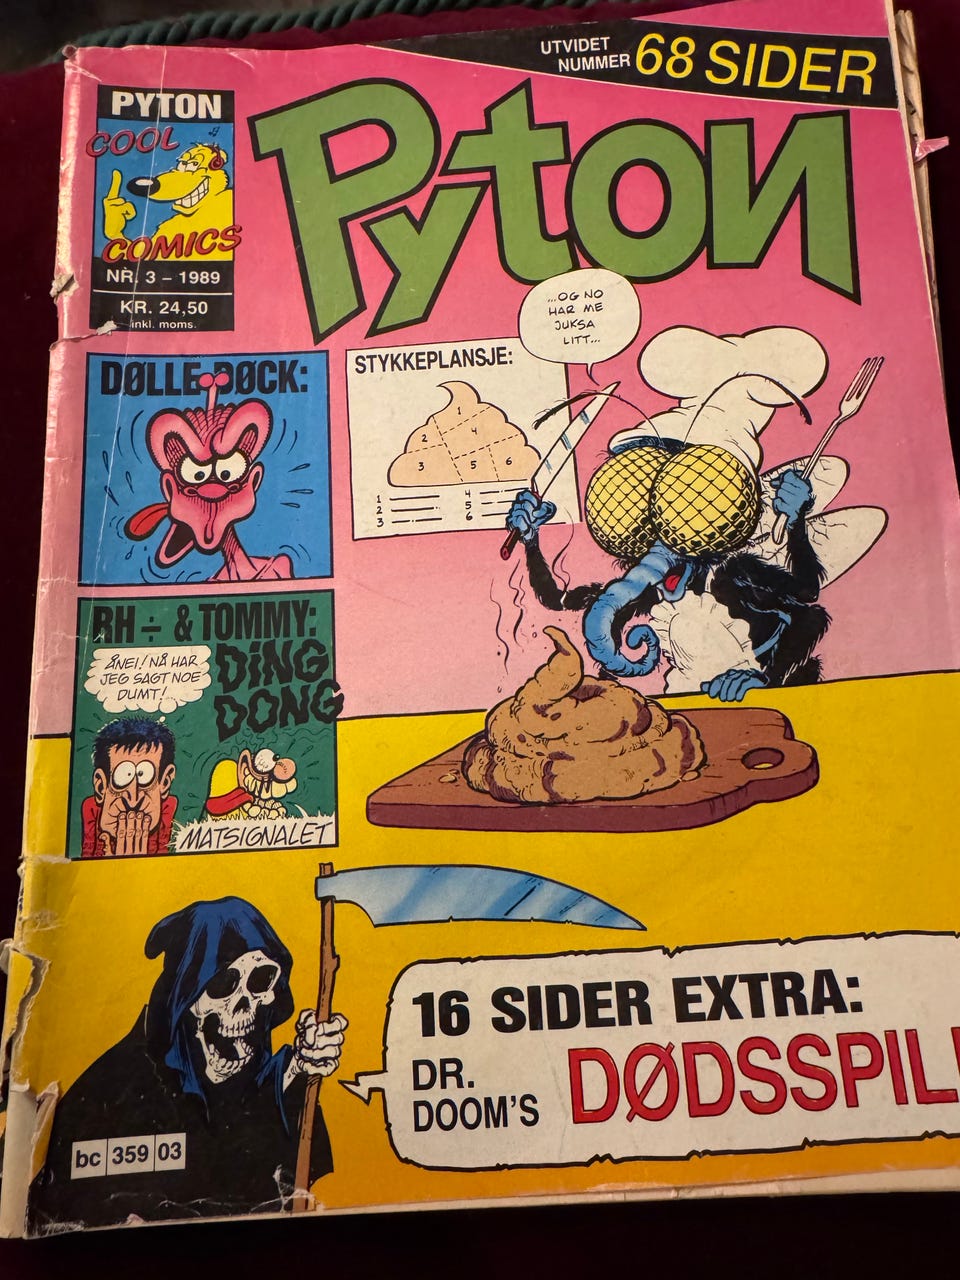 UTVIDET
NUMMER 68 SIDER
PYTON
COOL
COMICS
NR. 3 – 1989
KR. 24,50
inkl. moms.
Pyton
...OG NO
HAR ME
JUKSA
LITT...
DØLLE DØCK:
STYKKEPLANSJE:
1
2 4
3 5 6
1 4
2 5
3 6
RH ÷ & TOMMY:
DING
DONG
ÅNEI! NÅ HAR
JEG SAGT NOE
DUMT!
MATSIGNALET
16 SIDER EXTRA:
DR.
DOOM'S DØDSSPILL
bc 359 03